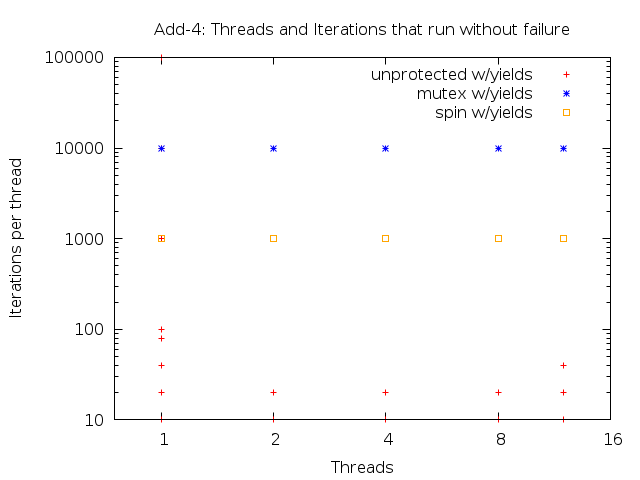 Add-4: Threads and Iterations that run without failure
unprotected w/yields
mutex w/yields
spin w/yields
Iterations per thread
100000
10000
1000
100
10
1 2 4 8 16
Threads